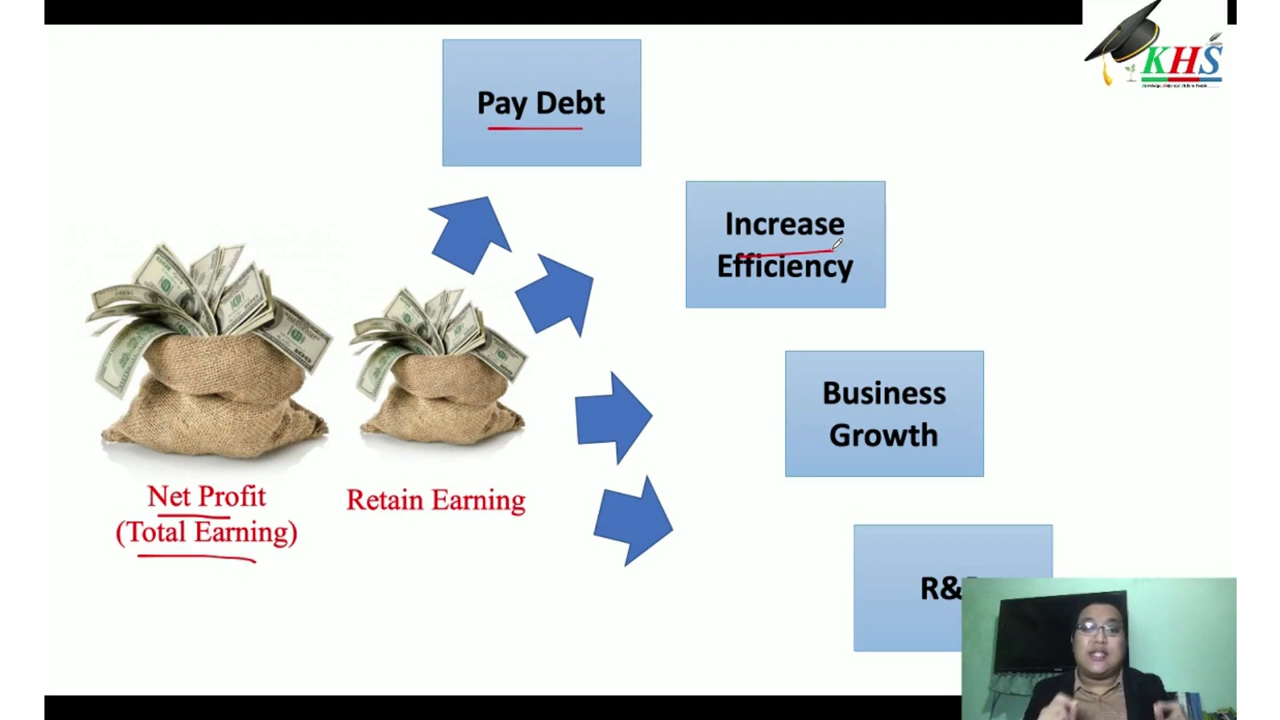 KHS
Pay Debt
Increase
Efficiency
Business
Growth
Net Profit
(Total Earning)
Retain Earning
R&